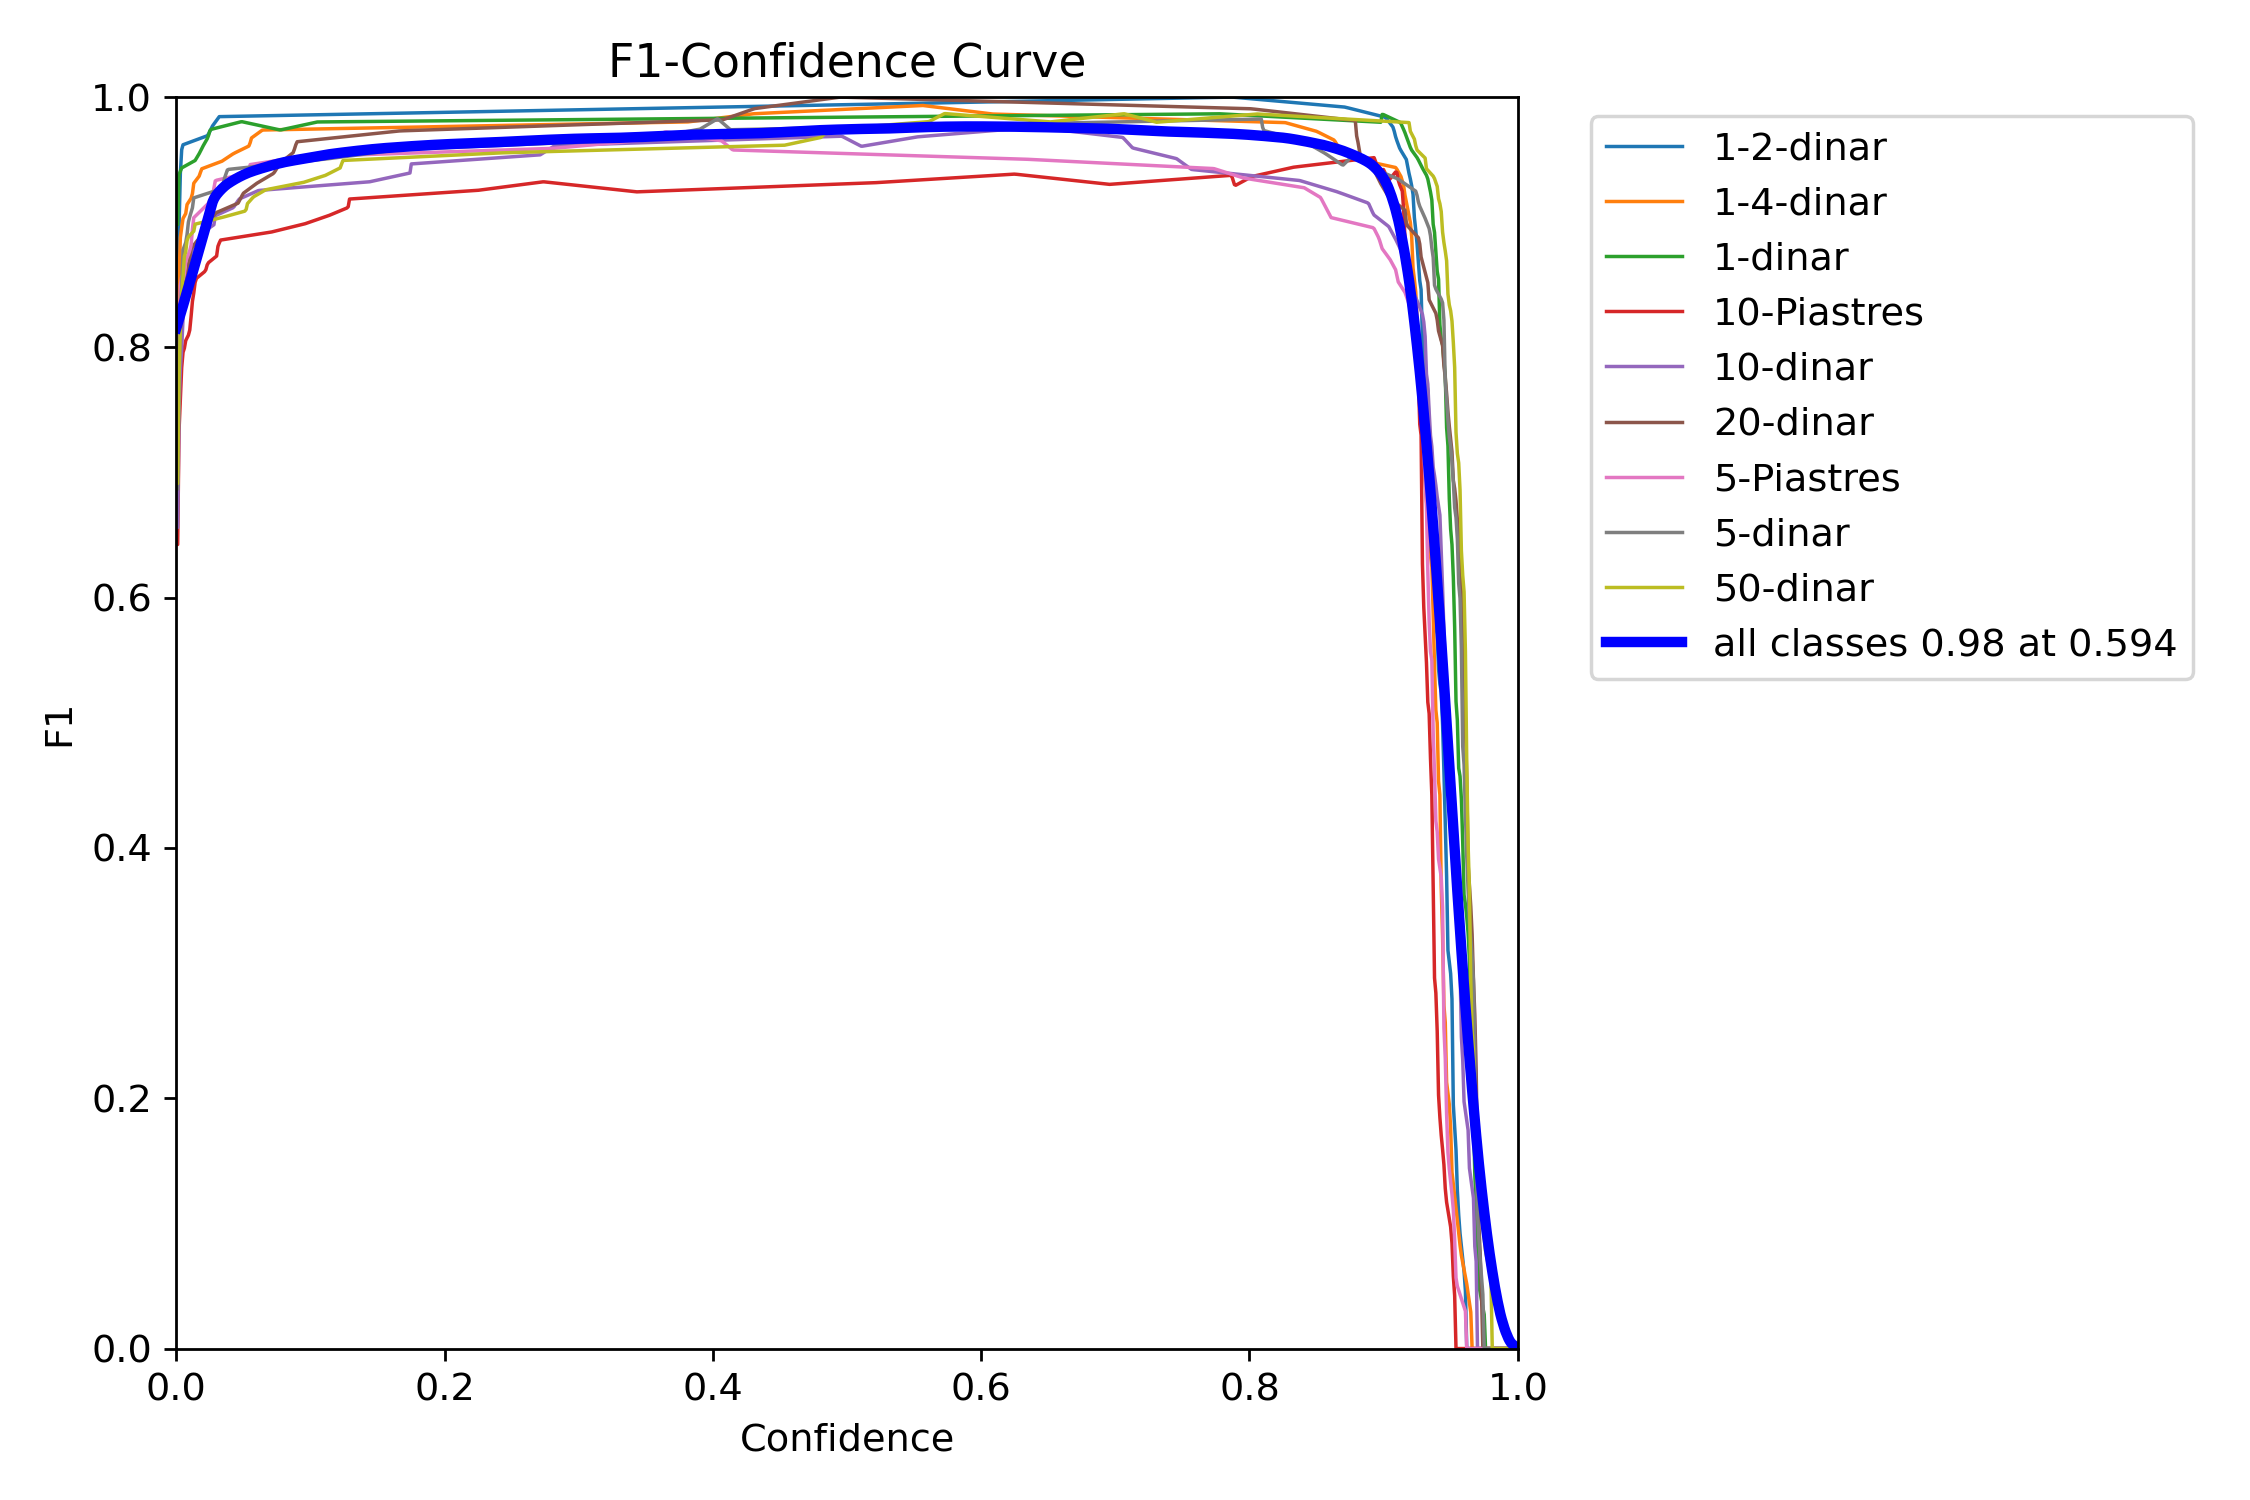 F1-Confidence Curve
1.0
0.8
0.6
0.4
0.2
0.0
F1
0.0 0.2 0.4 0.6 0.8 1.0
Confidence
1-2-dinar
1-4-dinar
1-dinar
10-Piastres
10-dinar
20-dinar
5-Piastres
5-dinar
50-dinar
all classes 0.98 at 0.594